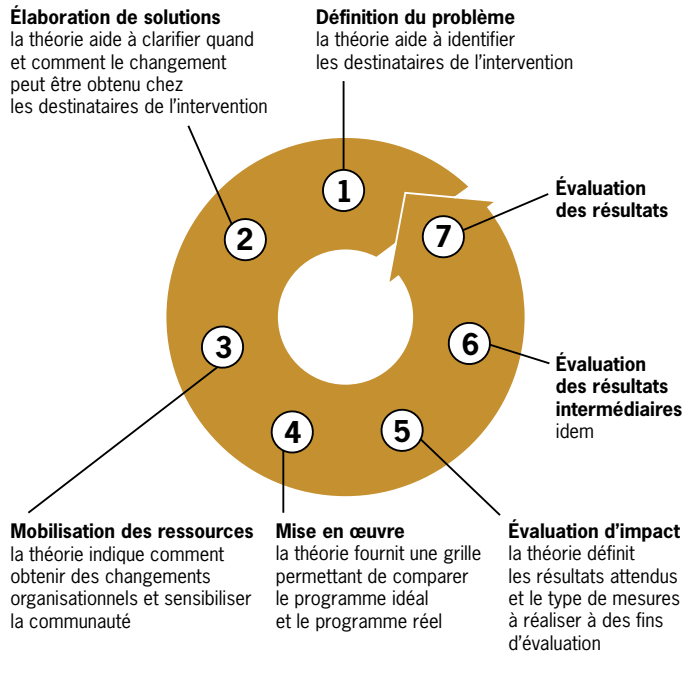 Élaboration de solutions
la théorie aide à clarifier quand
et comment le changement
peut être obtenu chez
les destinataires de l'intervention
Définition du problème
la théorie aide à identifier
les destinataires de l'intervention
1
2
3
4
5
6
7
Évaluation
des résultats
Évaluation
des résultats
intermédiaires
idem
Mobilisation des ressources
la théorie indique comment
obtenir des changements
organisationnels et sensibiliser
la communauté
Mise en œuvre
la théorie fournit une grille
permettant de comparer
le programme idéal
et le programme réel
Évaluation d'impact
la théorie définit
les résultats attendus
et le type de mesures
à réaliser à des fins
d'évaluation